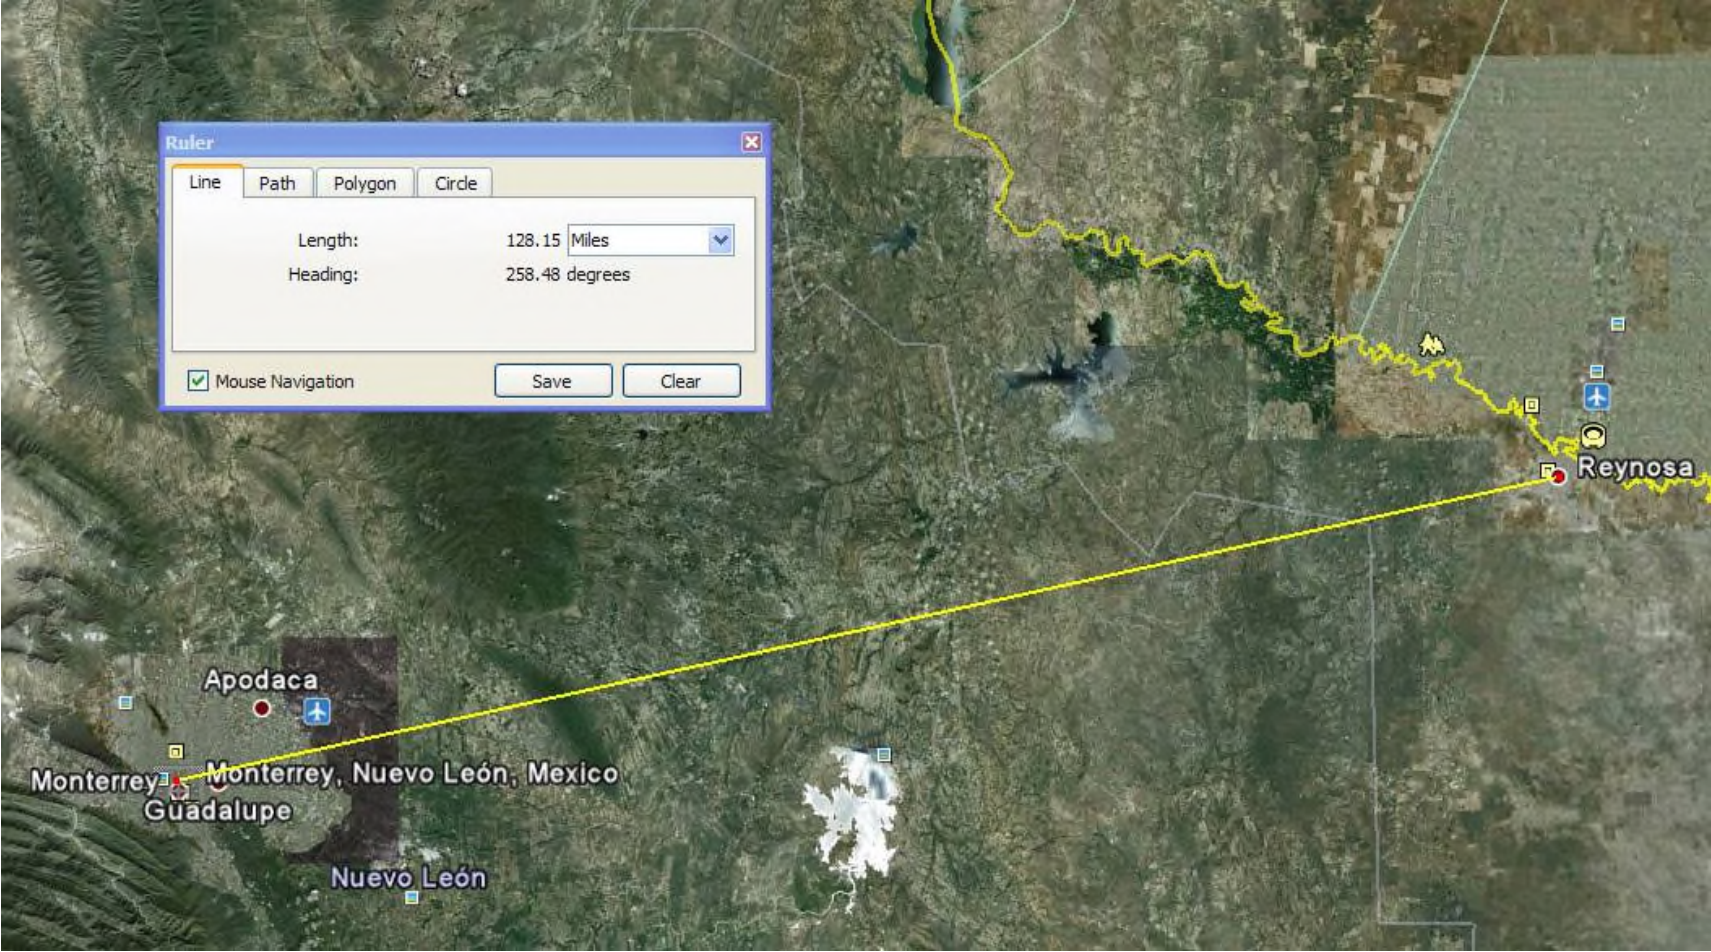 Ruler
Line Path Polygon Circle
Length: 128.15 Miles
Heading: 258.48 degrees
Mouse Navigation Save Clear
Reynosa
Apodaca
Monterrey Monterrey, Nuevo León, Mexico
Guadalupe
Nuevo León